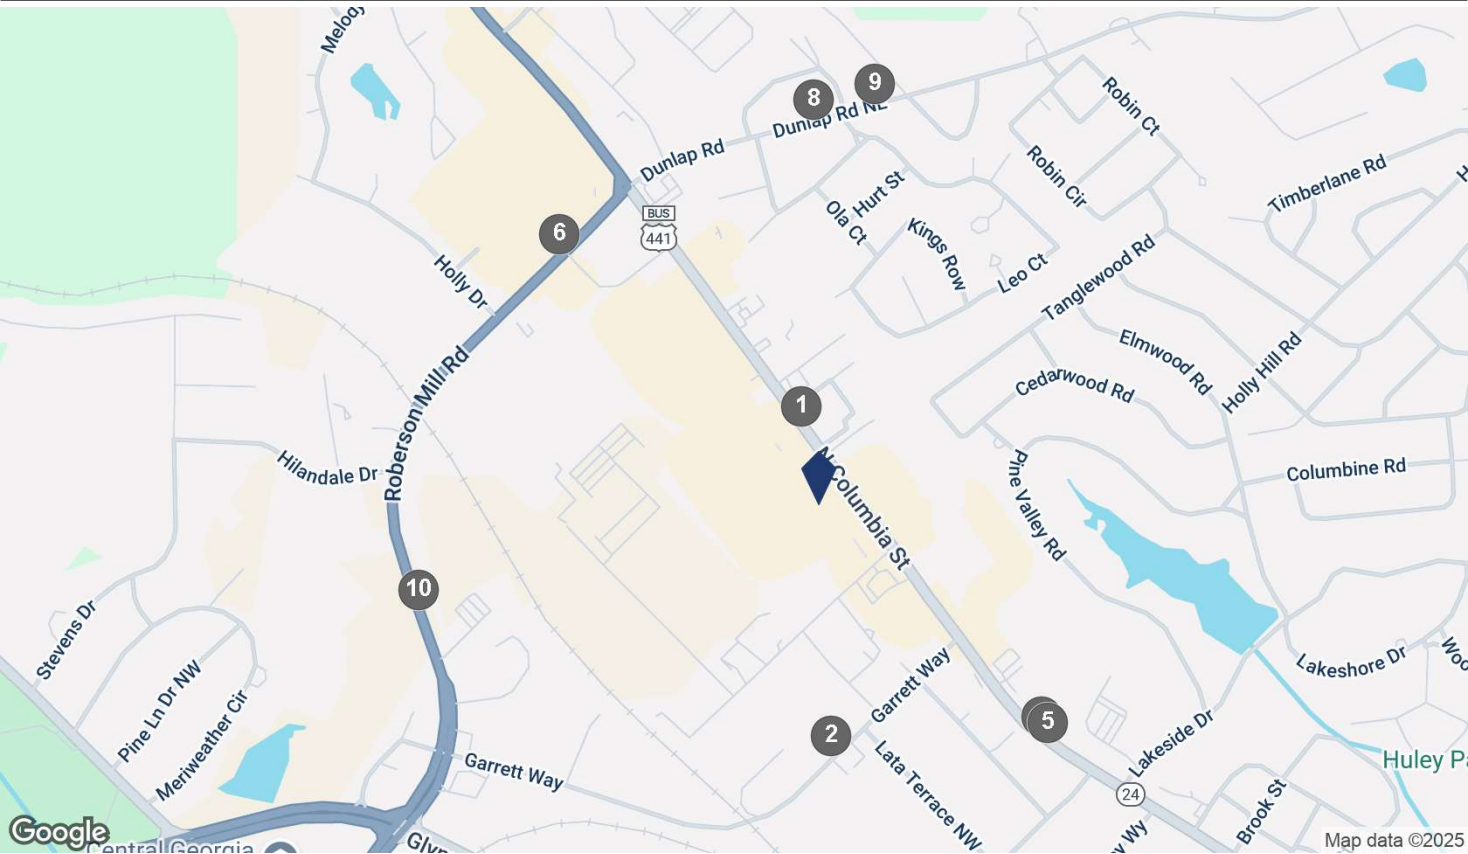 Melody
8
9
Dunlap Rd NE
Dunlap Rd
Robin Ct
Robin Cir
Timberlane Rd
Hurt St
Ola Ct
Kings Row
Leo Ct
BUS
441
6
Holly Dr
Tanglewood Rd
Elmwood Rd
Holly Hill Rd
Cedarwood Rd
Roberson Mill Rd
1
N Columbia St
Hilandale Dr
Columbine Rd
Pine Valley Rd
10
Stevens Dr
Pine Ln Dr NW
Meriweather Cir
Garrett Way
Lakeshore Dr
Woo
5
2
Garrett Way
Lata Terrace NW
Lakeside Dr
Huley Pa
24
Brook St
y Wy
Google
Central Georgia
Glyn
Map data ©2025